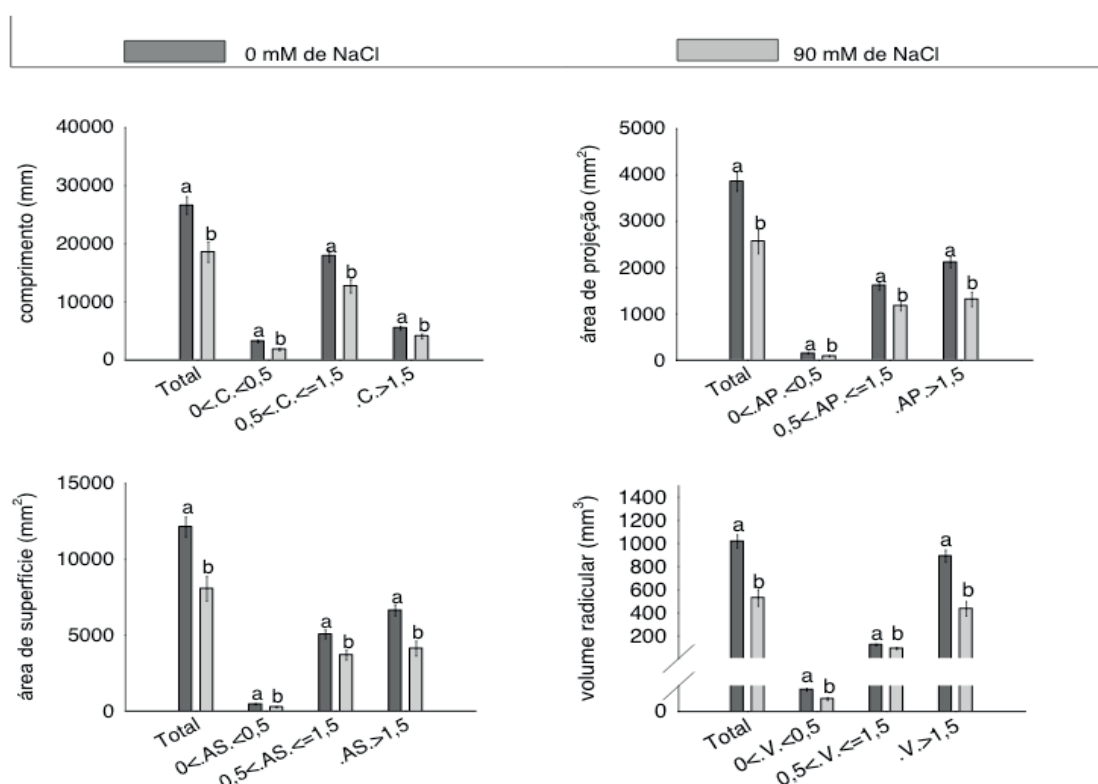 0 mM de NaCl
90 mM de NaCl
comprimento (mm)
40000
30000
20000
10000
0
a
b
a
b
a
b
a
b
Total
0<.C.<0,5
0,5<.C.<=1,5
.C.>1,5
área de projeção (mm²)
5000
4000
3000
2000
1000
0
a
b
a
b
a
b
a
b
Total
0<.AP.<0,5
0,5<.AP.<=1,5
.AP.>1,5
área de superfície (mm²)
15000
10000
5000
0
a
b
a
b
a
b
a
b
Total
0<.AS.<0,5
0,5<.AS.<=1,5
.AS.>1,5
volume radicular (mm³)
1400
1200
1000
800
600
400
200
0
a
b
a
b
a
b
a
b
Total
0<.V.<0,5
0,5<.V.<=1,5
.V.>1,5